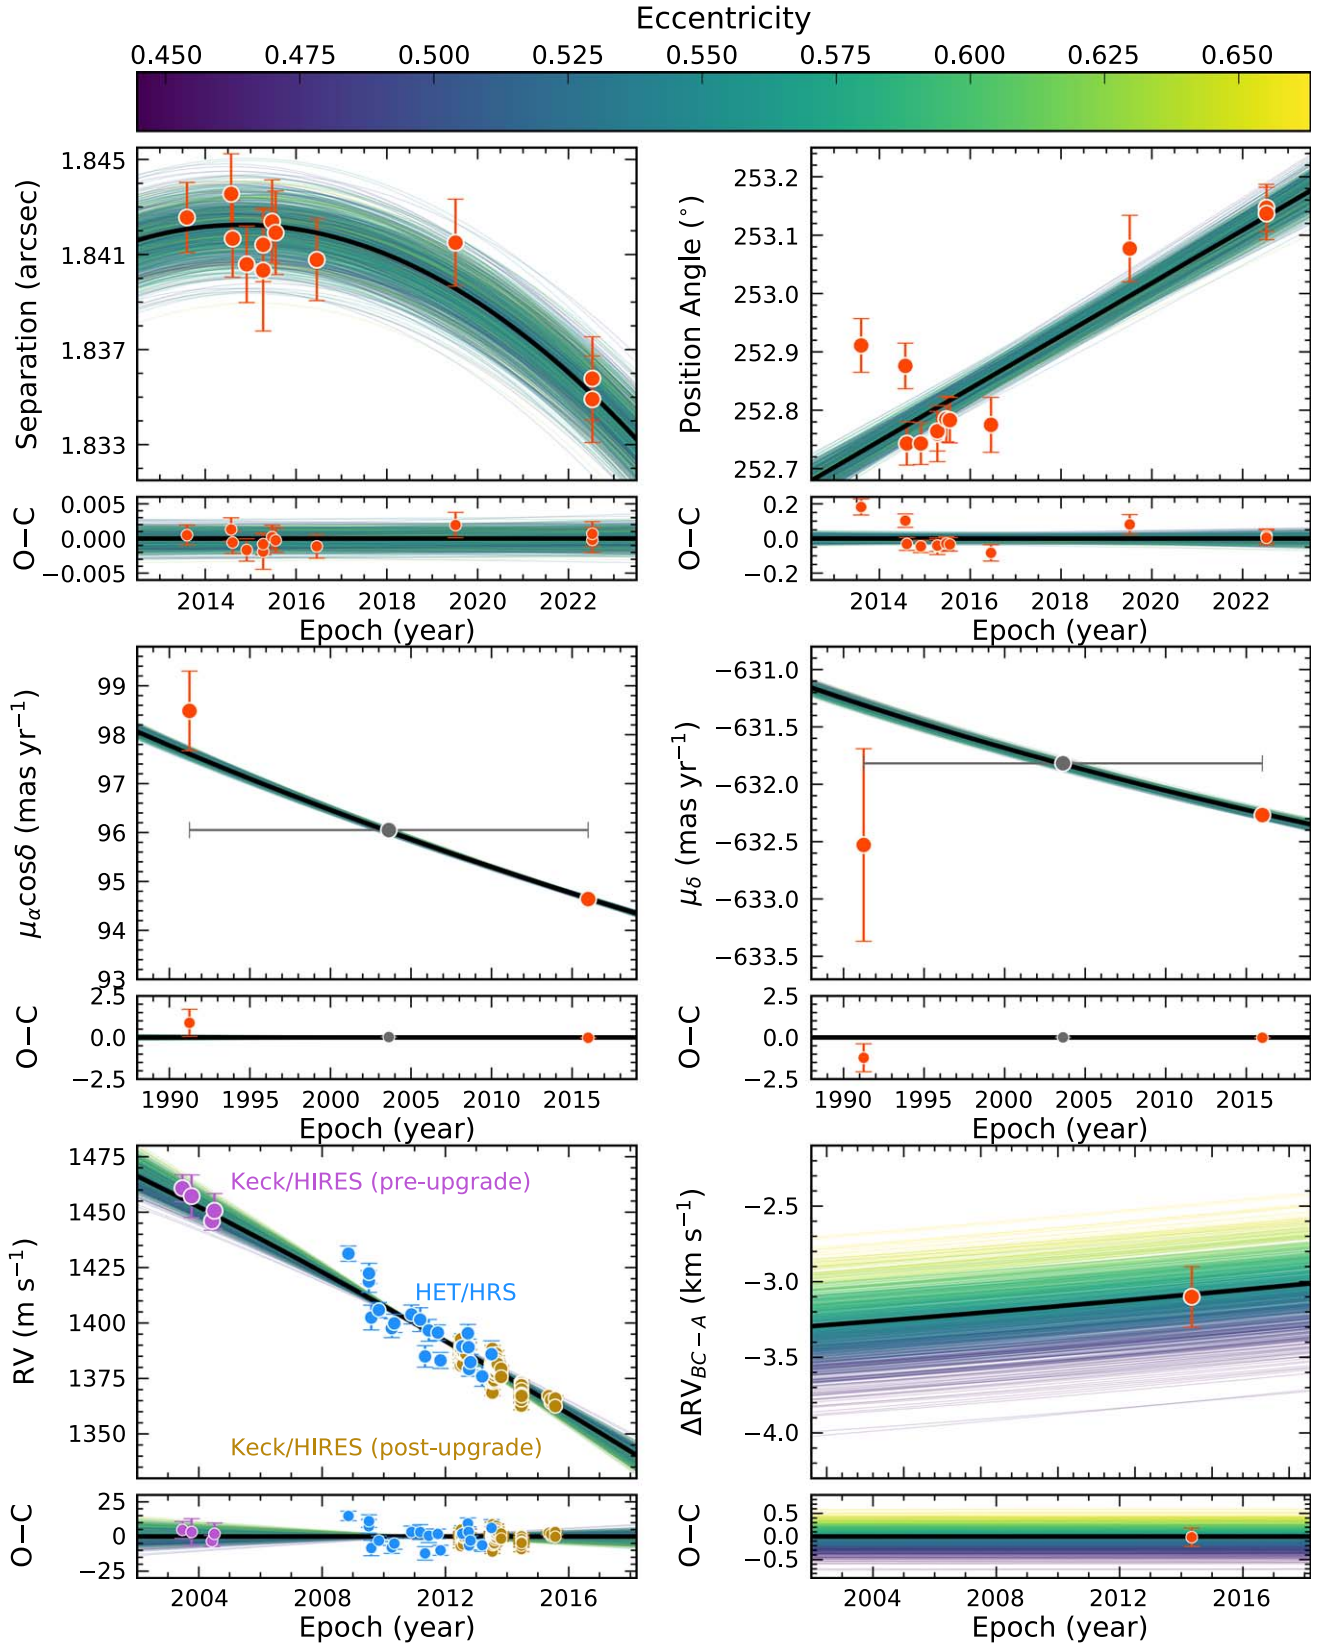 Eccentricity
0.450 0.475 0.500 0.525 0.550 0.575 0.600 0.625 0.650
Separation (arcsec)
1.845
1.841
1.837
1.833
O−C
0.005
0.000
−0.005
2014 2016 2018 2020 2022
Epoch (year)
Position Angle (°)
253.2
253.1
253.0
252.9
252.8
252.7
O−C
0.2
0.0
−0.2
2014 2016 2018 2020 2022
Epoch (year)
μαcosδ (mas yr⁻¹)
99
98
97
96
95
94
93
O−C
2.5
0.0
−2.5
1990 1995 2000 2005 2010 2015
Epoch (year)
μδ (mas yr⁻¹)
−631.0
−631.5
−632.0
−632.5
−633.0
−633.5
O−C
2.5
0.0
−2.5
1990 1995 2000 2005 2010 2015
Epoch (year)
RV (m s⁻¹)
1475
1450
1425
1400
1375
1350
Keck/HIRES (pre-upgrade)
HET/HRS
Keck/HIRES (post-upgrade)
O−C
25
0
−25
2004 2008 2012 2016
Epoch (year)
ΔRV_BC−A (km s⁻¹)
−2.5
−3.0
−3.5
−4.0
O−C
0.5
0.0
−0.5
2004 2008 2012 2016
Epoch (year)